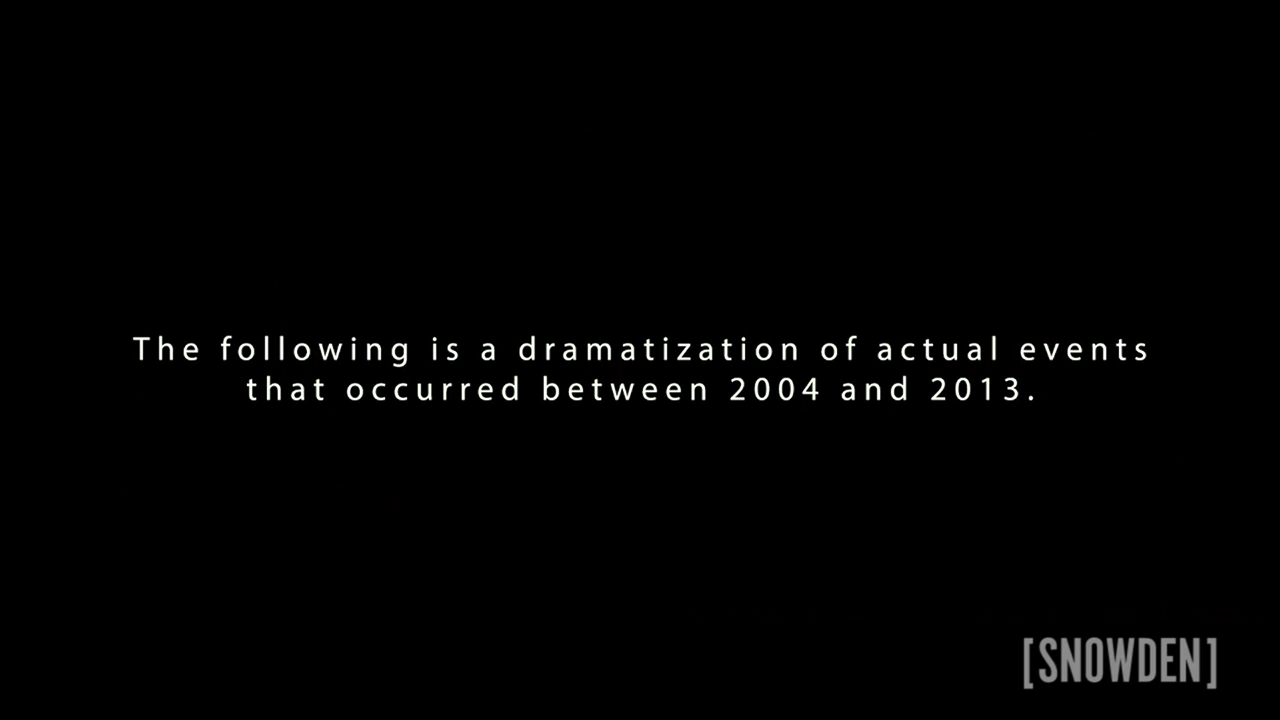 The following is a dramatization of actual events
that occurred between 2004 and 2013.
[SNOWDEN]